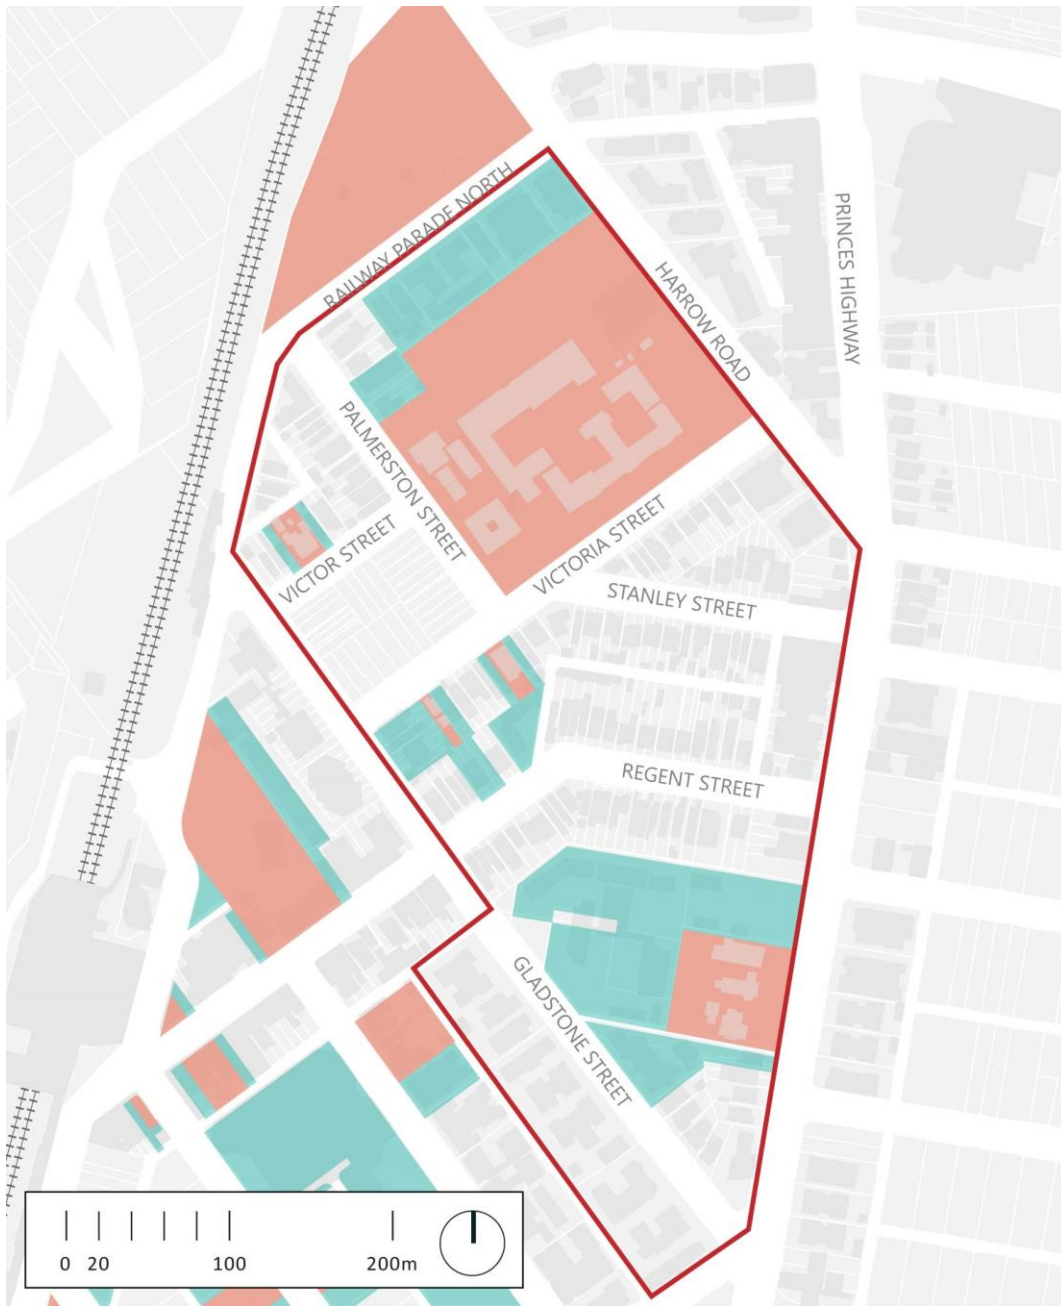 RAILWAY PARADE NORTH
PRINCES HIGHWAY
HARROW ROAD
PALMERSTON STREET
VICTORIA STREET
VICTOR STREET
STANLEY STREET
REGENT STREET
GLADSTONE STREET
0 20 100 200m